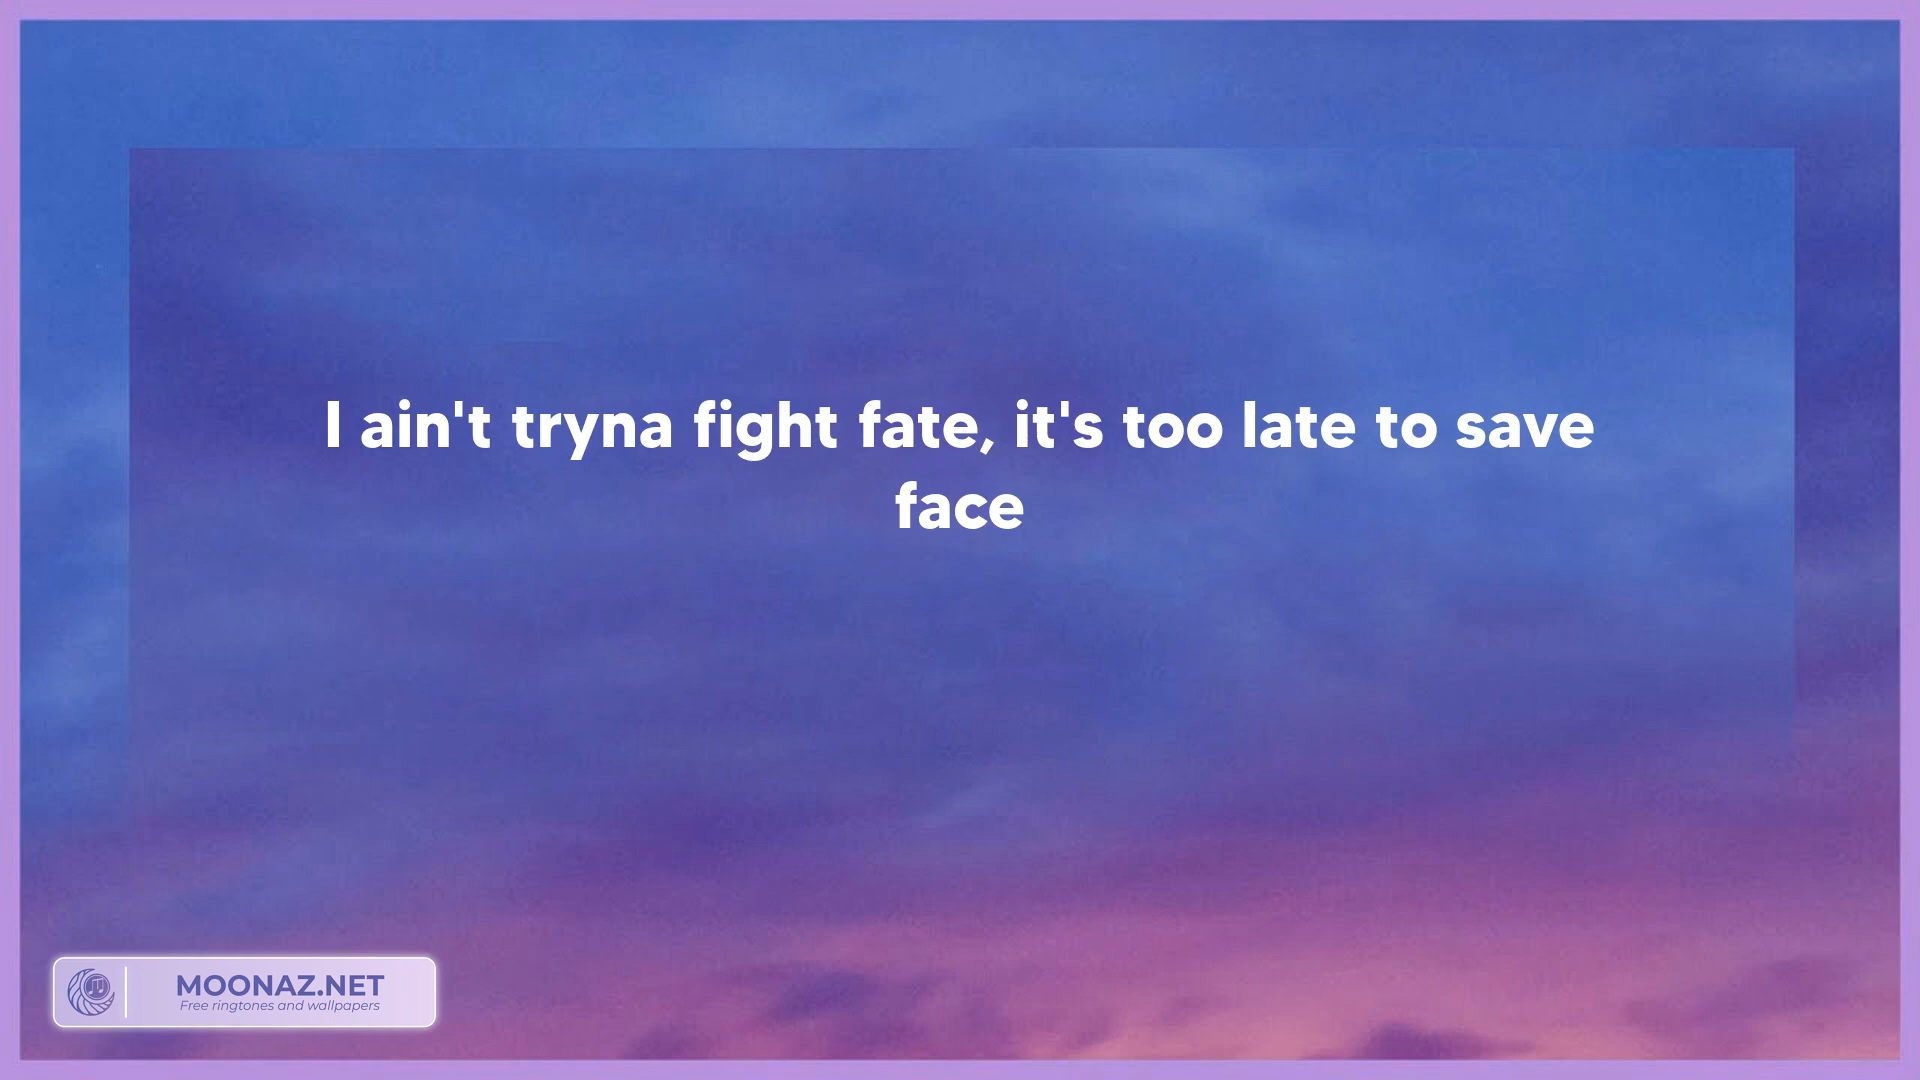 I ain't tryna fight fate, it's too late to save
face
MOONAZ.NET
Free ringtones and wallpapers